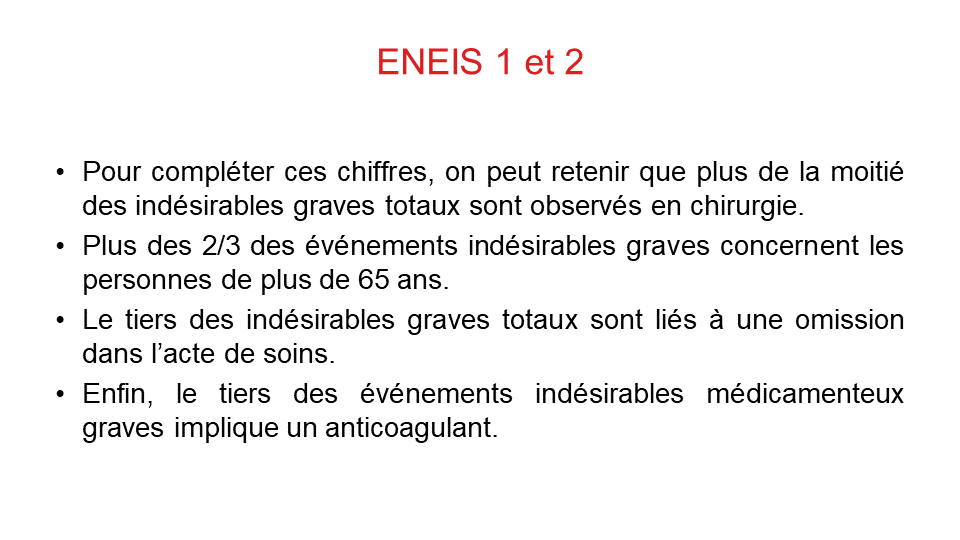 ENEIS 1 et 2
• Pour compléter ces chiffres, on peut retenir que plus de la moitié
des indésirables graves totaux sont observés en chirurgie.
• Plus des 2/3 des événements indésirables graves concernent les
personnes de plus de 65 ans.
• Le tiers des indésirables graves totaux sont liés à une omission
dans l’acte de soins.
• Enfin, le tiers des événements indésirables médicamenteux
graves implique un anticoagulant.